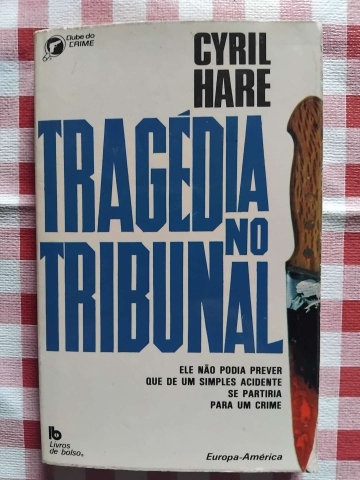 Clube do
CRIME
CYRIL
HARE
TRAGÉDIA
NO
TRIBUNAL
ELE NÃO PODIA PREVER
QUE DE UM SIMPLES ACIDENTE
SE PARTIRIA
PARA UM CRIME
lb
Livros
de bolso
Europa-América